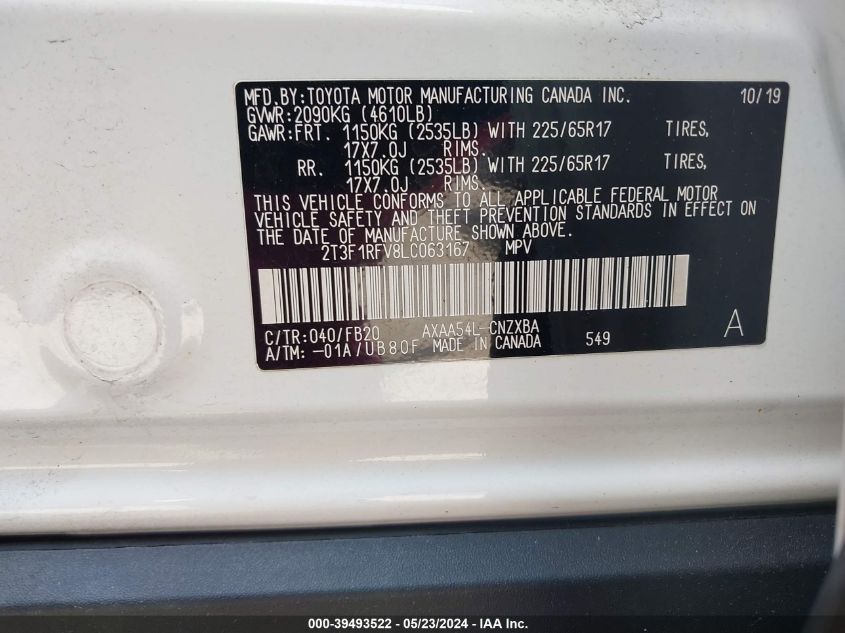 MFD.BY:TOYOTA MOTOR MANUFACTURING CANADA INC. 10/19
GVWR:2090KG (4610LB)
GAWR:FRT. 1150KG (2535LB) WITH 225/65R17 TIRES,
17X7.0J RIMS.
RR. 1150KG (2535LB) WITH 225/65R17 TIRES,
17X7.0J RIMS.
THIS VEHICLE CONFORMS TO ALL APPLICABLE FEDERAL MOTOR
VEHICLE SAFETY AND THEFT PREVENTION STANDARDS IN EFFECT ON
THE DATE OF MANUFACTURE SHOWN ABOVE.
2T3F1RFV8LC063167 MPV
C/TR:040/FB20 AXAA54L-CNZXBA A
A/TM: -01A/UB80F MADE IN CANADA 549
000-39493522 - 05/23/2024 - IAA Inc.